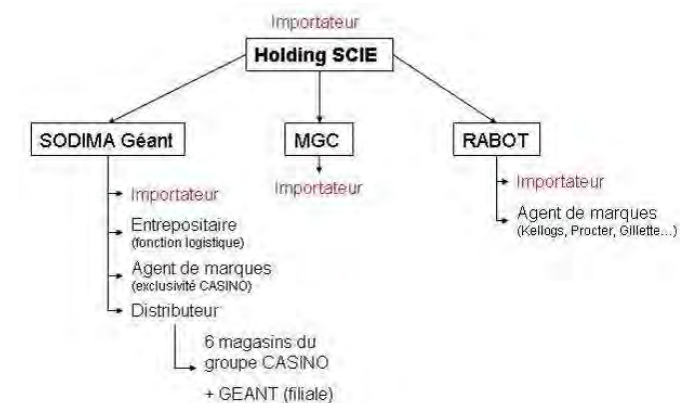 Importateur
Holding SCIE
SODIMA Géant
MGC
RABOT
Importateur
Entrepositaire
(fonction logistique)
Agent de marques
(exclusivité CASINO)
Distributeur
6 magasins du
groupe CASINO
+ GEANT (filiale)
Importateur
Importateur
Agent de marques
(Kellogs, Procter, Gillette...)